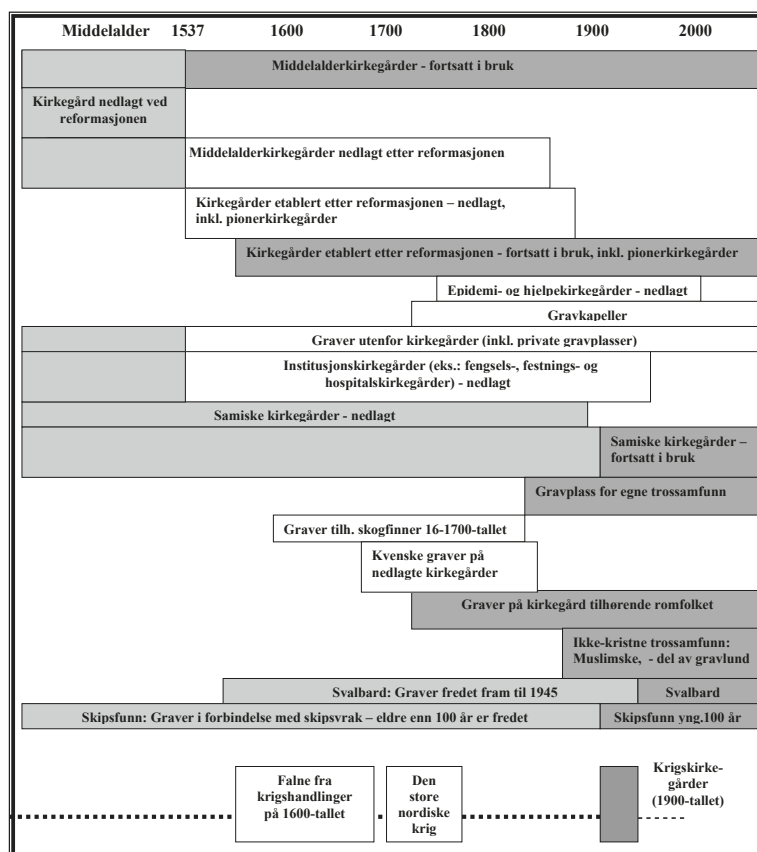 Middelalder 1537 1600 1700 1800 1900 2000
Middelalderkirkegårder - fortsatt i bruk
Kirkegård nedlagt ved
reformasjonen
Middelalderkirkegårder nedlagt etter reformasjonen
Kirkegårder etablert etter reformasjonen – nedlagt,
inkl. pionerkirkegårder
Kirkegårder etablert etter reformasjonen - fortsatt i bruk, inkl. pionerkirkegårder
Epidemi- og hjelpekirkegårder - nedlagt
Gravkapeller
Graver utenfor kirkegårder (inkl. private gravplasser)
Institusjonskirkegårder (eks.: fengsels-, festnings- og
hospitalskirkegårder) - nedlagt
Samiske kirkegårder - nedlagt
Samiske kirkegårder –
fortsatt i bruk
Gravplass for egne trossamfunn
Graver tilh. skogfinner 16-1700-tallet
Kvenske graver på
nedlagte kirkegårder
Graver på kirkegård tilhørende romfolket
Ikke-kristne trossamfunn:
Muslimske, - del av gravlund
Svalbard: Graver fredet fram til 1945
Svalbard
Skipsfunn: Graver i forbindelse med skipsvrak – eldre enn 100 år er fredet
Skipsfunn yng.100 år
Falne fra
krigshandlinger
på 1600-tallet
Den
store
nordiske
krig
Krigskirke-
gårder
(1900-tallet)